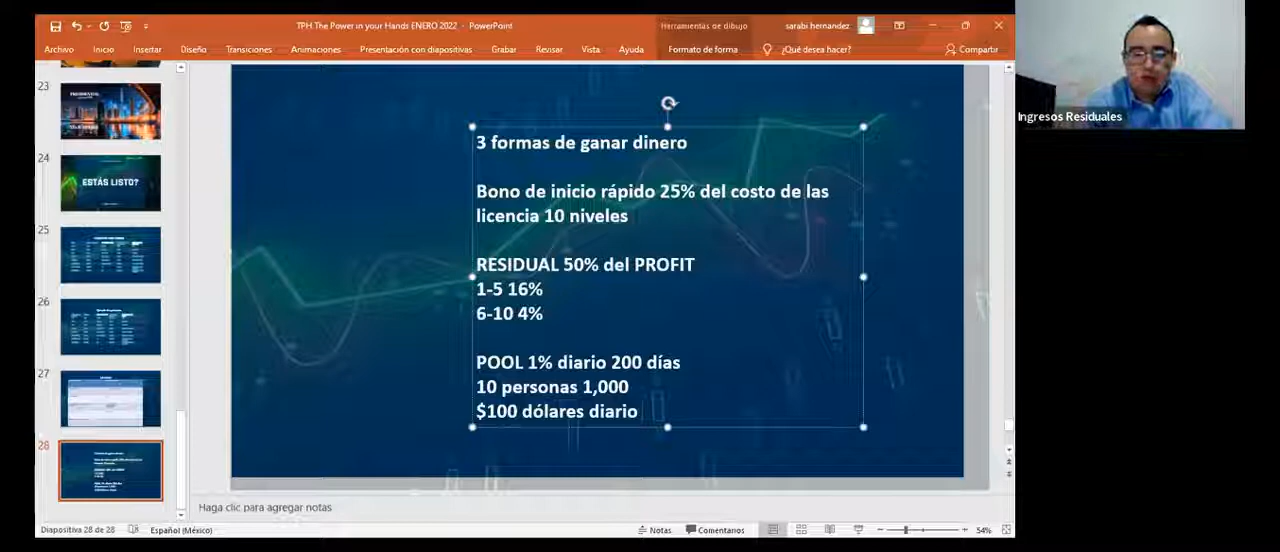 TPH The Power in your Hands ENERO 2022 - PowerPoint
Herramientas de dibujo
sarabi hernandez
Archivo Inicio Insertar Diseño Transiciones Animaciones Presentación con diapositivas Grabar Revisar Vista Ayuda Formato de forma ¿Qué desea hacer? Compartir
23
24
ESTÁS LISTO?
25
26
27
28
3 formas de ganar dinero
Bono de inicio rápido 25% del costo de las
licencia 10 niveles
RESIDUAL 50% del PROFIT
1-5 16%
6-10 4%
POOL 1% diario 200 días
10 personas 1,000
$100 dólares diario
Haga clic para agregar notas
Diapositiva 28 de 28 Español (México) Notas Comentarios 54%
Ingresos Residuales